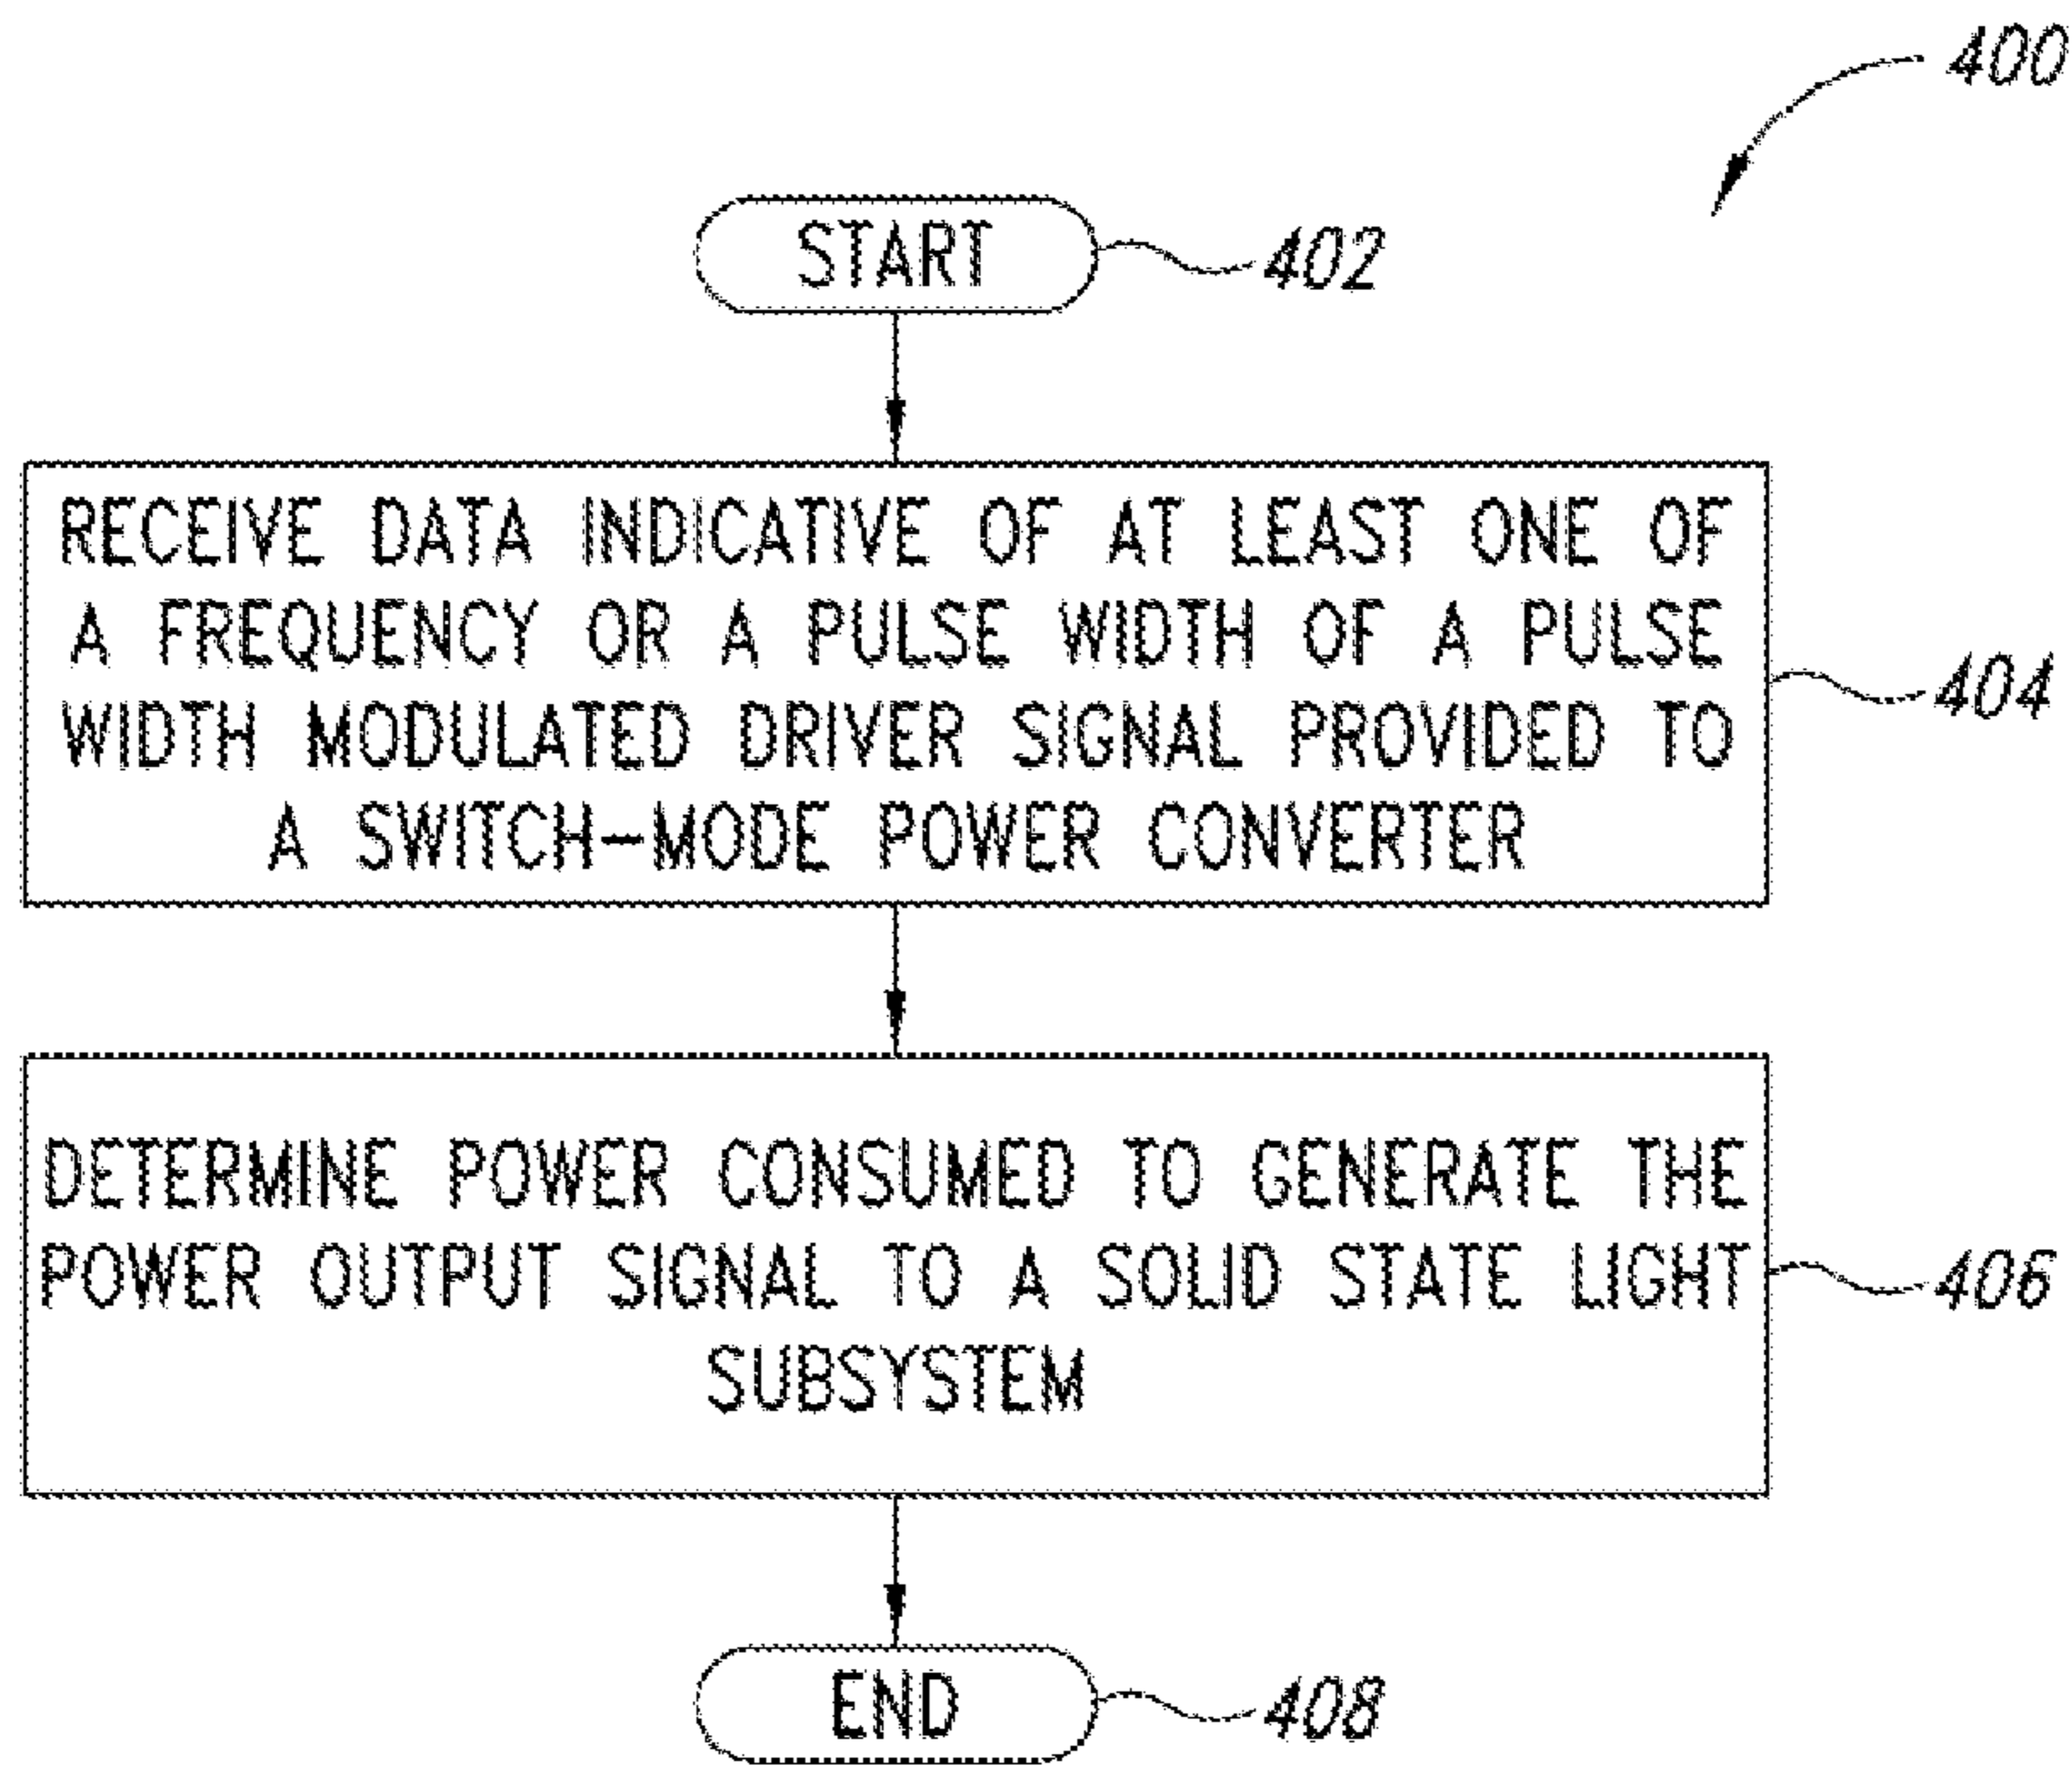 400
START
402
RECEIVE DATA INDICATIVE OF AT LEAST ONE OF
A FREQUENCY OR A PULSE WIDTH OF A PULSE
WIDTH MODULATED DRIVER SIGNAL PROVIDED TO
A SWITCH-MODE POWER CONVERTER
404
DETERMINE POWER CONSUMED TO GENERATE THE
POWER OUTPUT SIGNAL TO A SOLID STATE LIGHT
SUBSYSTEM
406
END
408